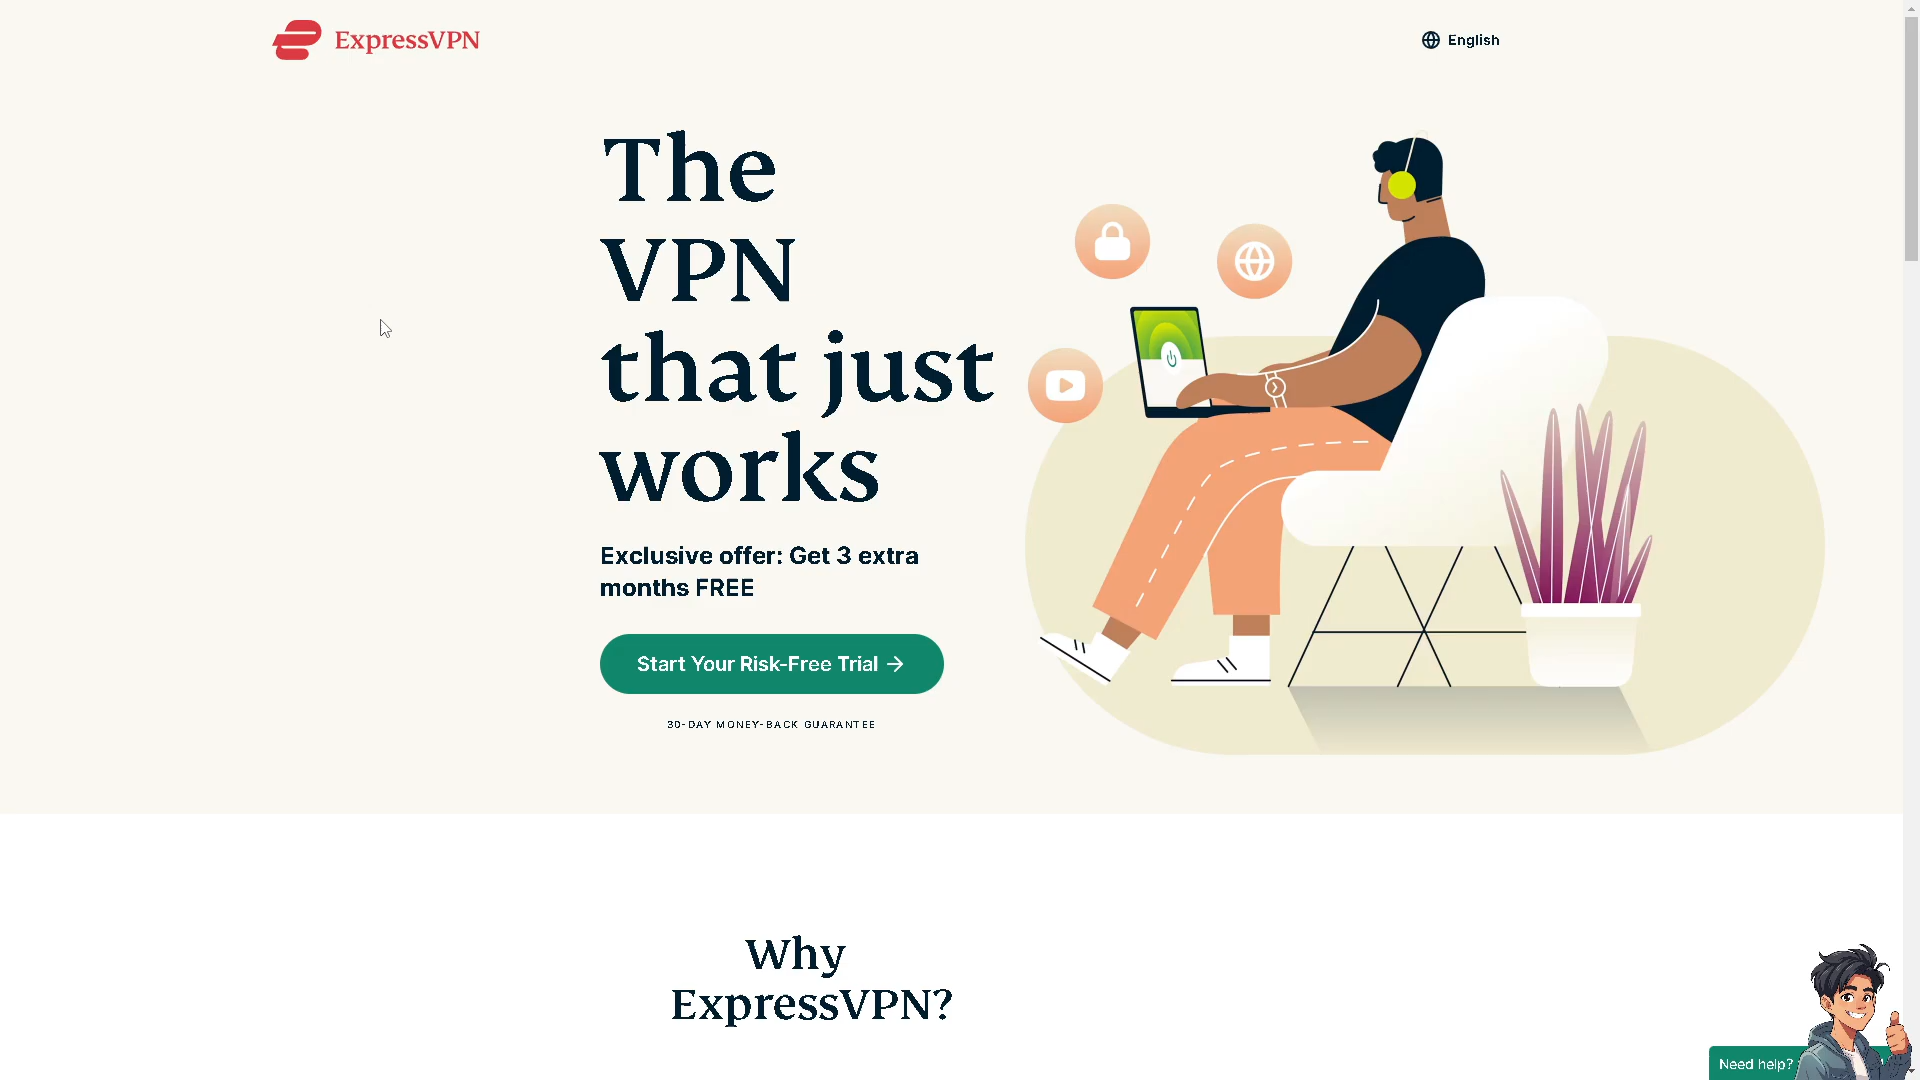 ExpressVPN
English
The
VPN
that just
works
Exclusive offer: Get 3 extra
months FREE
Start Your Risk-Free Trial →
30-DAY MONEY-BACK GUARANTEE
Why
ExpressVPN?
Need help?